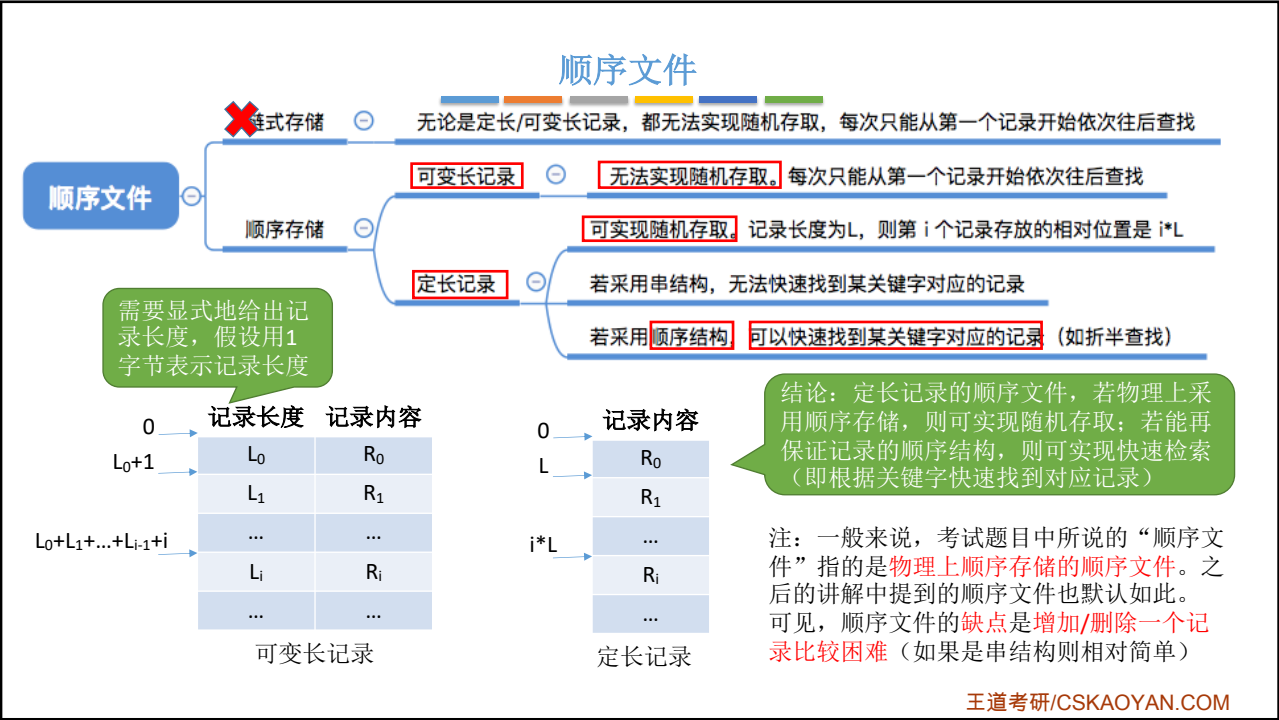 顺序文件
链式存储
无论是定长/可变长记录，都无法实现随机存取，每次只能从第一个记录开始依次往后查找
顺序文件
顺序存储
可变长记录
无法实现随机存取。每次只能从第一个记录开始依次往后查找
定长记录
可实现随机存取。记录长度为L，则第 i 个记录存放的相对位置是 i*L
若采用串结构，无法快速找到某关键字对应的记录
若采用顺序结构，可以快速找到某关键字对应的记录（如折半查找）
需要显式地给出记
录长度，假设用1
字节表示记录长度
记录长度 记录内容
0
L₀+1
L₀+L₁+...+Lᵢ₋₁+i
L₀ R₀
L₁ R₁
... ...
Lᵢ Rᵢ
... ...
可变长记录
记录内容
0
L
i*L
R₀
R₁
...
Rᵢ
...
定长记录
结论：定长记录的顺序文件，若物理上采
用顺序存储，则可实现随机存取；若能再
保证记录的顺序结构，则可实现快速检索
（即根据关键字快速找到对应记录）
注：一般来说，考试题目中所说的“顺序文
件”指的是物理上顺序存储的顺序文件。之
后的讲解中提到的顺序文件也默认如此。
可见，顺序文件的缺点是增加/删除一个记
录比较困难（如果是串结构则相对简单）
王道考研/CSKAOYAN.COM